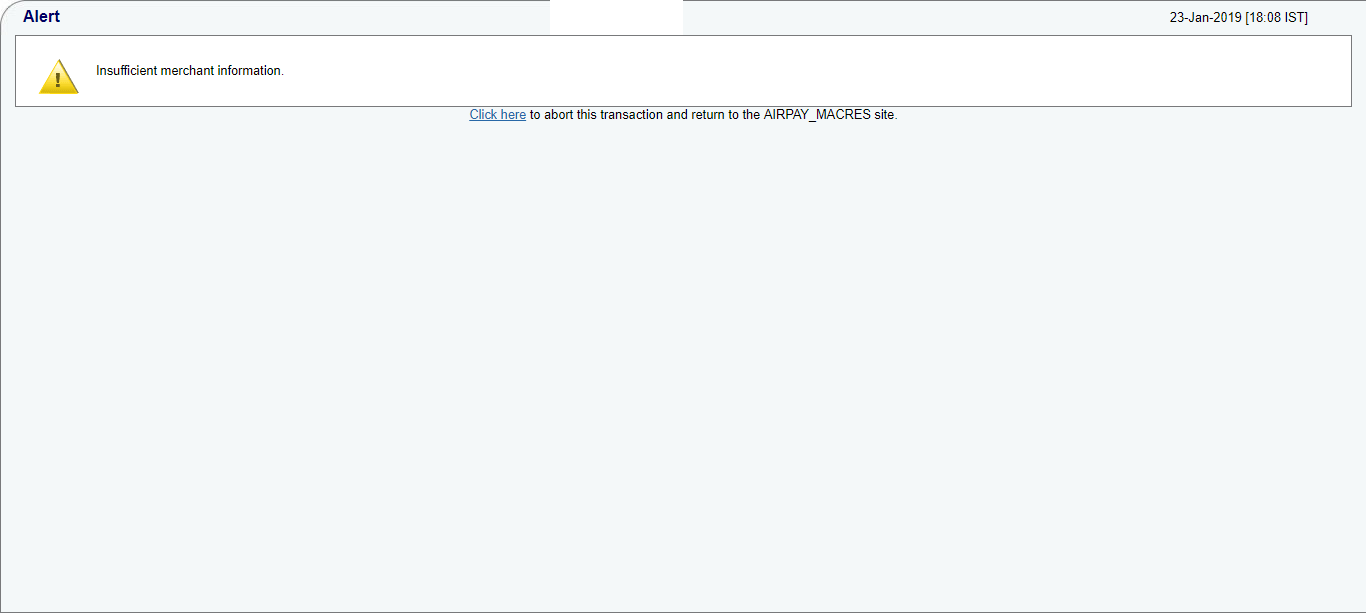 Alert
23-Jan-2019 [18:08 IST]
Insufficient merchant information.
Click here to abort this transaction and return to the AIRPAY_MACRES site.